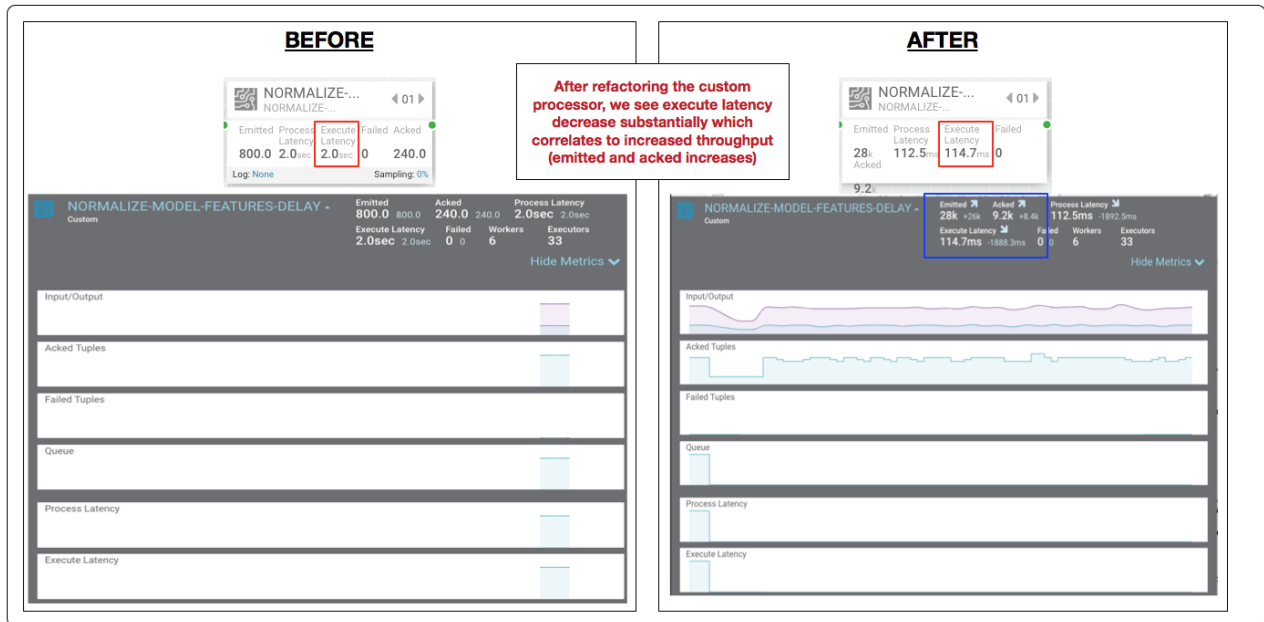 BEFORE
NORMALIZE-...
NORMALIZE-...
01
Emitted Process Latency Execute Latency Failed Acked
800.0 2.0sec 2.0sec 0 240.0
Log: None Sampling: 0%
NORMALIZE-MODEL-FEATURES-DELAY
Custom
Emitted Acked Process Latency
800.0 800.0 240.0 240.0 2.0sec 2.0sec
Execute Latency Failed Workers Executors
2.0sec 2.0sec 0 0 6 33
Hide Metrics
Input/Output
Acked Tuples
Failed Tuples
Queue
Process Latency
Execute Latency
After refactoring the custom
processor, we see execute latency
decrease substantially which
correlates to increased throughput
(emitted and acked increases)
AFTER
NORMALIZE-...
NORMALIZE-...
01
Emitted Process Latency Execute Latency Failed
28k 112.5ms 114.7ms 0
Acked
9.2k
NORMALIZE-MODEL-FEATURES-DELAY
Custom
Emitted Acked Process Latency
28k +26k 9.2k +8.4k 112.5ms -1892.5ms
Execute Latency Failed Workers Executors
114.7ms -1888.3ms 0 0 6 33
Hide Metrics
Input/Output
Acked Tuples
Failed Tuples
Queue
Process Latency
Execute Latency